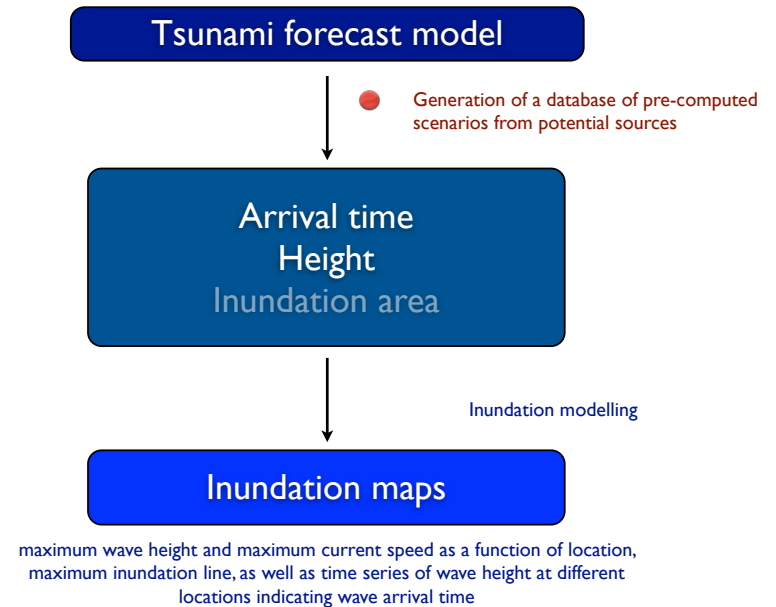 Tsunami forecast model
Generation of a database of pre-computed
scenarios from potential sources
Arrival time
Height
Inundation area
Inundation modelling
Inundation maps
maximum wave height and maximum current speed as a function of location,
maximum inundation line, as well as time series of wave height at different
locations indicating wave arrival time